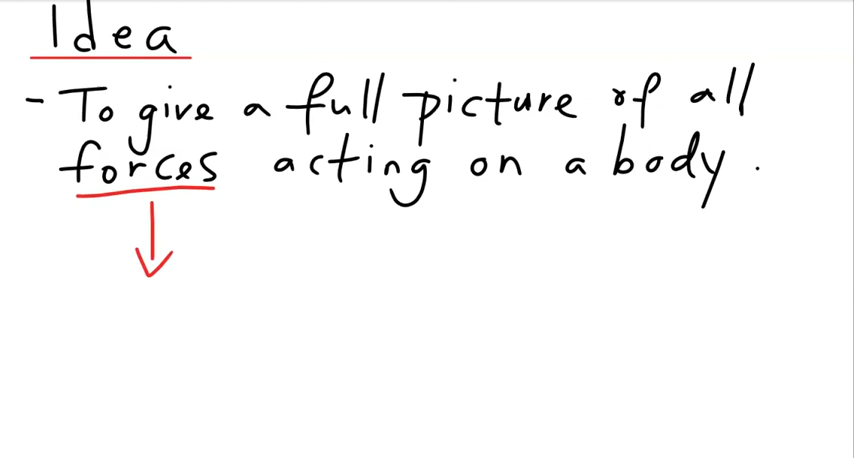 Idea
- To give a full picture of all
forces acting on a body.